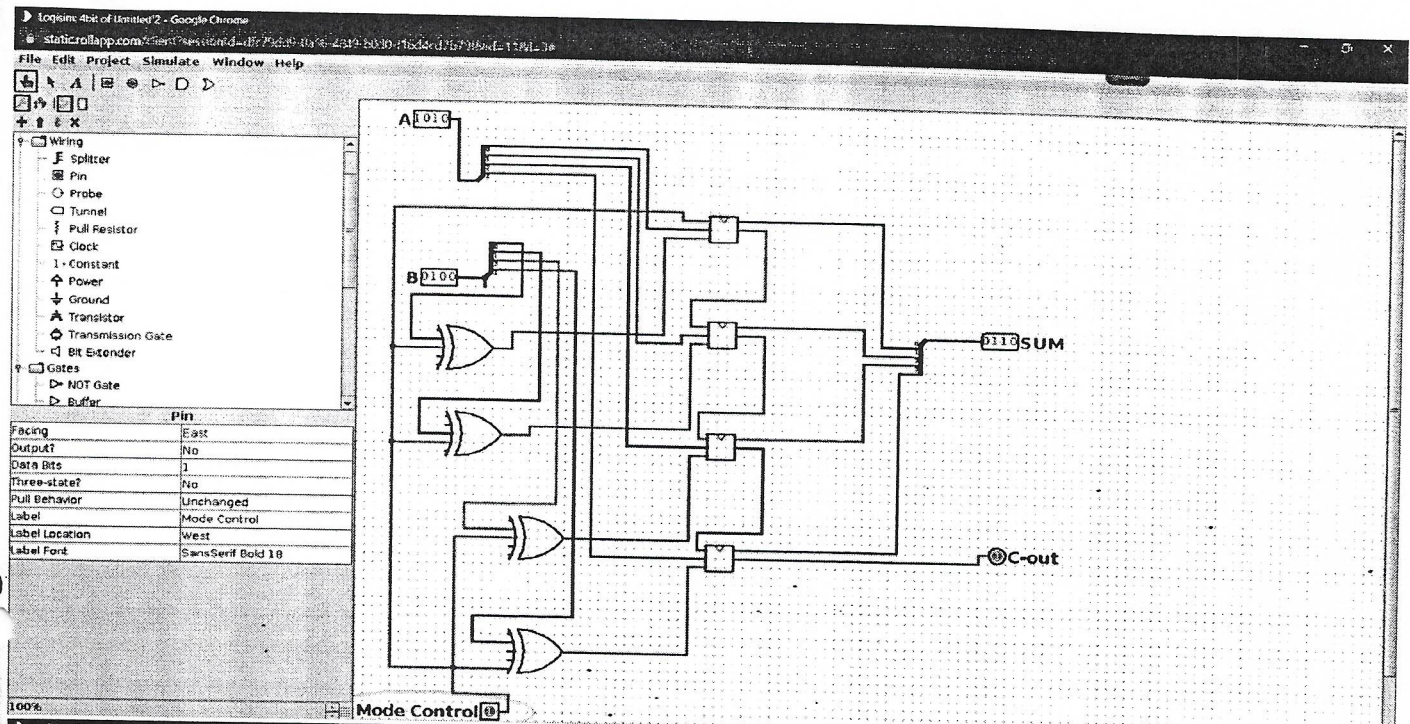 Logisim: 4bit of Untitled2 - Google Chrome
File Edit Project Simulate Window Help
A
Wiring
Splitter
Pin
Probe
Tunnel
Pull Resistor
Clock
1 Constant
Power
Ground
Transistor
Transmission Gate
Bit Extender
Gates
NOT Gate
Buffer
Pin
Facing East
Output? No
Data Bits 1
Three-state? No
Pull Behavior Unchanged
Label Mode Control
Label Location West
Label Font SansSerif Bold 18
100%
A 1010
B 0100
0110 SUM
C-out
Mode Control